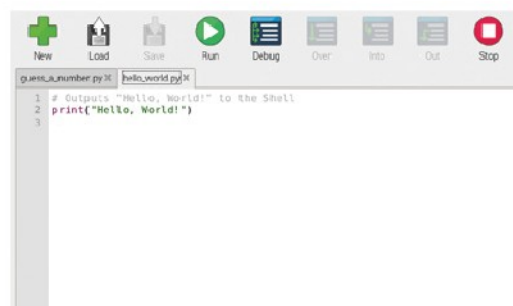 New Load Save Run Debug Over Into Out Stop
guess_a_number.py × hello_world.py ×
1 # Outputs "Hello, World!" to the Shell
2 print("Hello, World!")
3